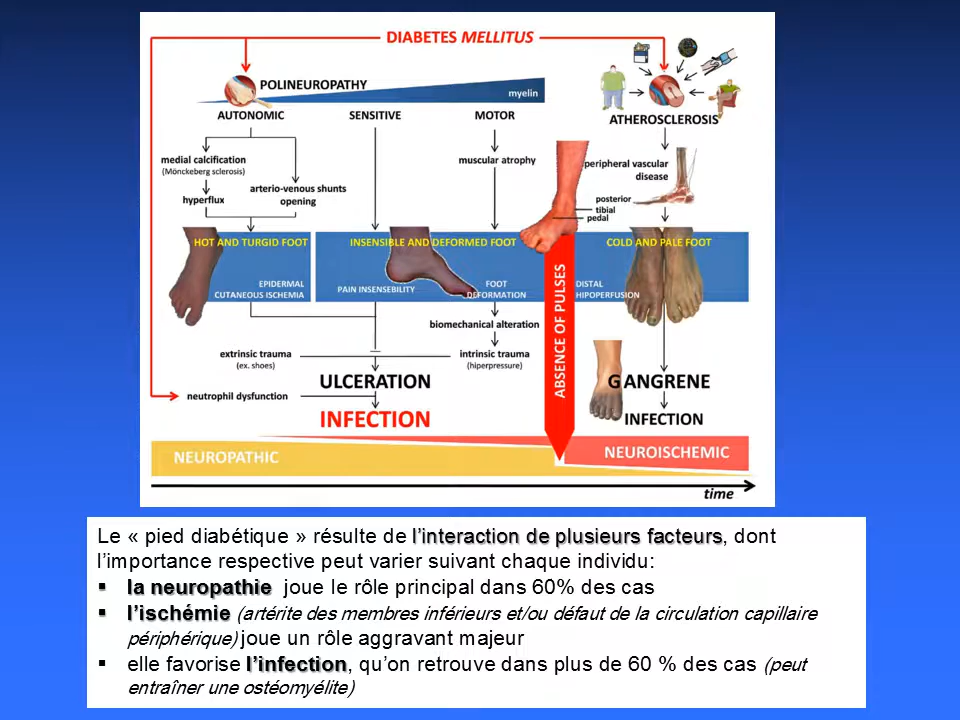 DIABETES MELLITUS
POLINEUROPATHY
myelin
AUTONOMIC
SENSITIVE
MOTOR
ATHEROSCLEROSIS
medial calcification
(Mönckeberg sclerosis)
hyperflux
arterio-venous shunts
opening
muscular atrophy
peripheral vascular
disease
posterior
tibial
pedal
HOT AND TURGID FOOT
INSENSIBLE AND DEFORMED FOOT
COLD AND PALE FOOT
EPIDERMAL
CUTANEOUS ISCHEMIA
PAIN INSENSEBILITY
FOOT
DEFORMATION
ABSENCE OF PULSES
DISTAL
HIPOPERFUSION
biomechanical alteration
extrinsic trauma
(ex. shoes)
intrinsic trauma
(hiperpressure)
ULCERATION
GANGRENE
neutrophil dysfunction
INFECTION
INFECTION
NEUROPATHIC
NEUROISCHEMIC
time
Le « pied diabétique » résulte de l’interaction de plusieurs facteurs, dont
l’importance respective peut varier suivant chaque individu:
▪ la neuropathie joue le rôle principal dans 60% des cas
▪ l’ischémie (artérite des membres inférieurs et/ou défaut de la circulation capillaire
périphérique) joue un rôle aggravant majeur
▪ elle favorise l’infection, qu’on retrouve dans plus de 60 % des cas (peut
entraîner une ostéomyélite)